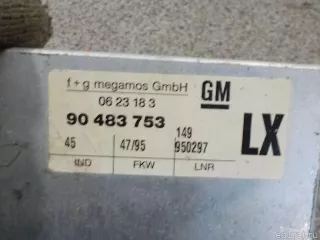 f+g megamos GmbH
GM
06 23 18 3
90 483 753
LX
149
45 47/95 950297
IND FKW LNR